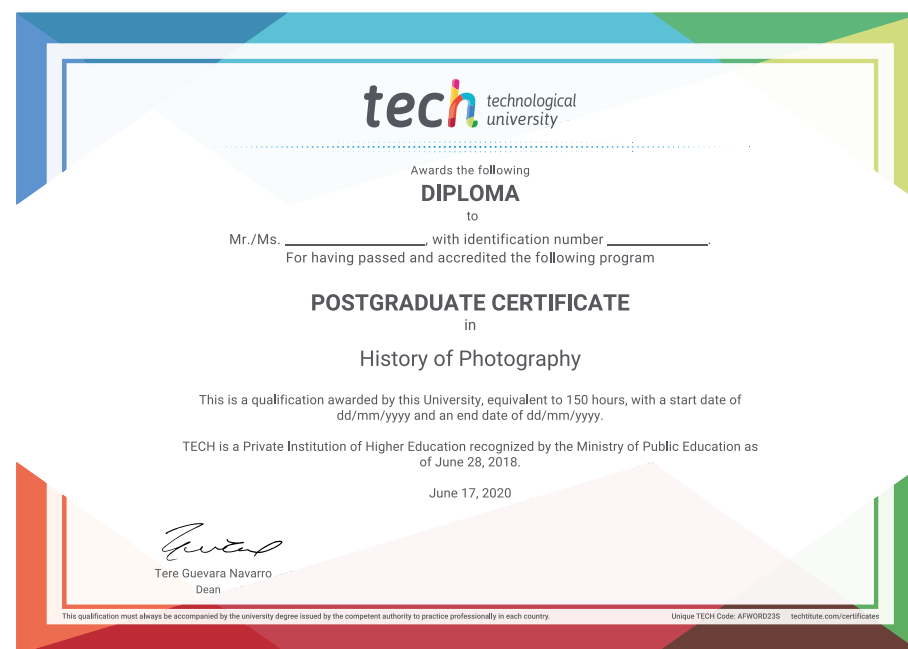 tech technological
university
Awards the following
DIPLOMA
to
Mr./Ms. ____________________, with identification number ______________.
For having passed and accredited the following program
POSTGRADUATE CERTIFICATE
in
History of Photography
This is a qualification awarded by this University, equivalent to 150 hours, with a start date of
dd/mm/yyyy and an end date of dd/mm/yyyy.
TECH is a Private Institution of Higher Education recognized by the Ministry of Public Education as
of June 28, 2018.
June 17, 2020
Tere Guevara Navarro
Dean
This qualification must always be accompanied by the university degree issued by the competent authority to practice professionally in each country.
Unique TECH Code: AFWORD23S techtitute.com/certificates